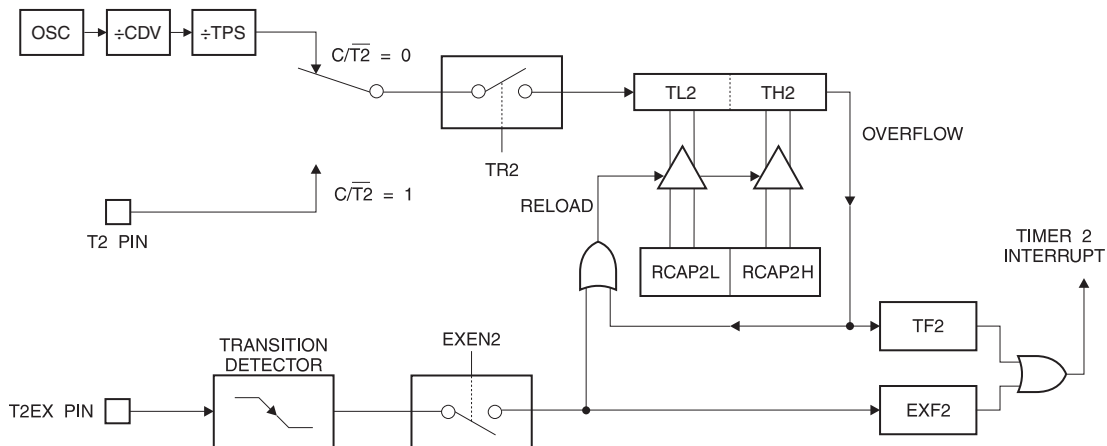 OSC
÷CDV
÷TPS
C/T2̅ = 0
TL2
TH2
OVERFLOW
TR2
C/T2̅ = 1
RELOAD
T2 PIN
RCAP2L
RCAP2H
TIMER 2
INTERRUPT
TRANSITION
DETECTOR
EXEN2
TF2
T2EX PIN
EXF2